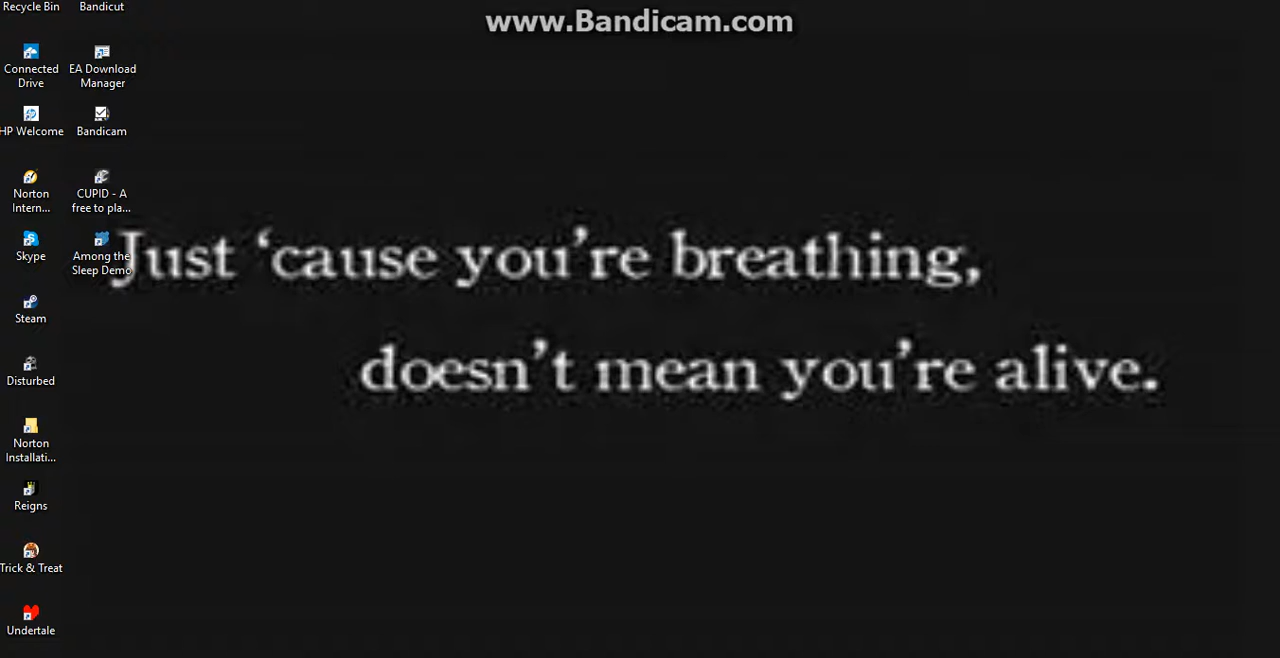 www.Bandicam.com
Recycle Bin
Bandicut
Connected
Drive
EA Download
Manager
HP Welcome
Bandicam
Norton
Intern...
CUPID - A
free to pla...
Skype
Among the
Sleep Demo
Just ‘cause you’re breathing,
doesn’t mean you’re alive.
Steam
Disturbed
Norton
Installati...
Reigns
Trick & Treat
Undertale